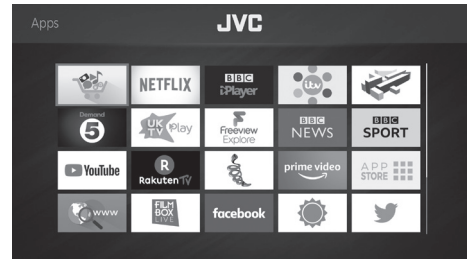 Apps
JVC
NETFLIX
BBC
iPlayer
itv
Demand
5
UK
TV Play
Freeview
Explore
BBC
NEWS
BBC
SPORT
YouTube
R
Rakuten TV
prime video
APP
STORE
www
FILM
BOX
LIVE
facebook